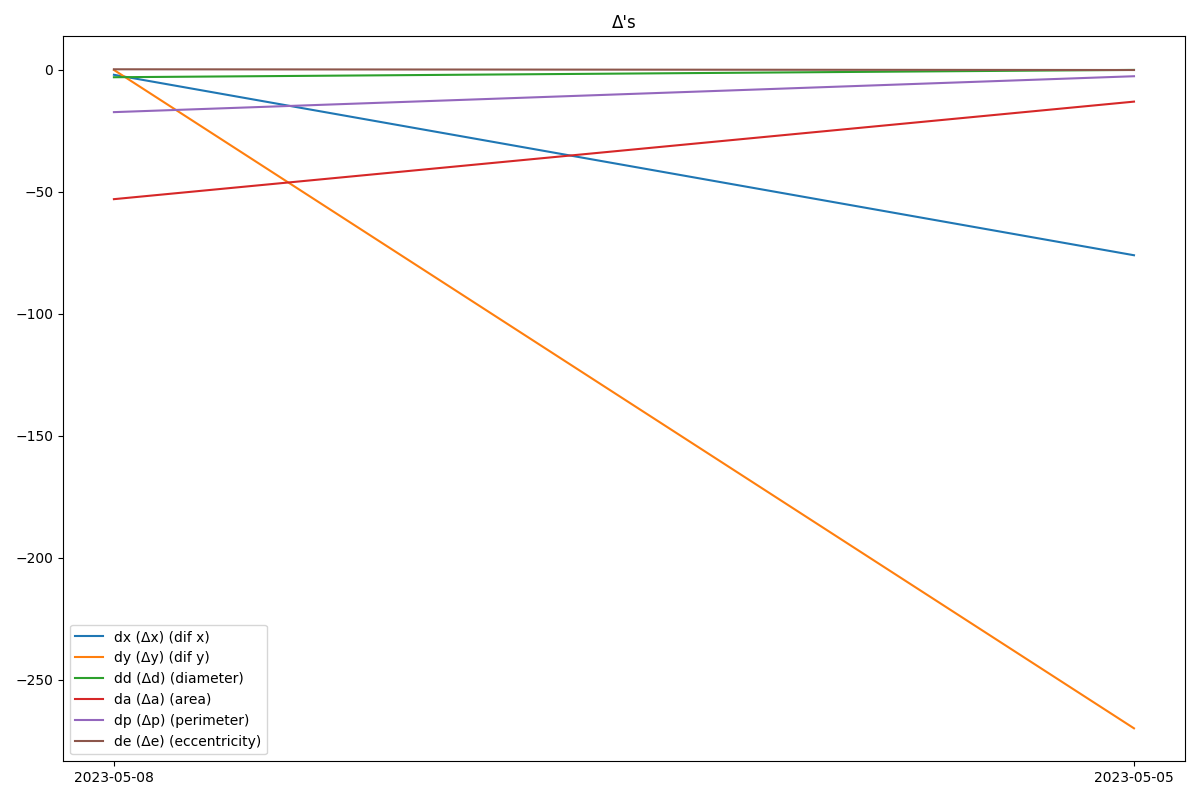 Δ's
0
−50
−100
−150
−200
−250
dx (Δx) (dif x)
dy (Δy) (dif y)
dd (Δd) (diameter)
da (Δa) (area)
dp (Δp) (perimeter)
de (Δe) (eccentricity)
2023-05-08
2023-05-05